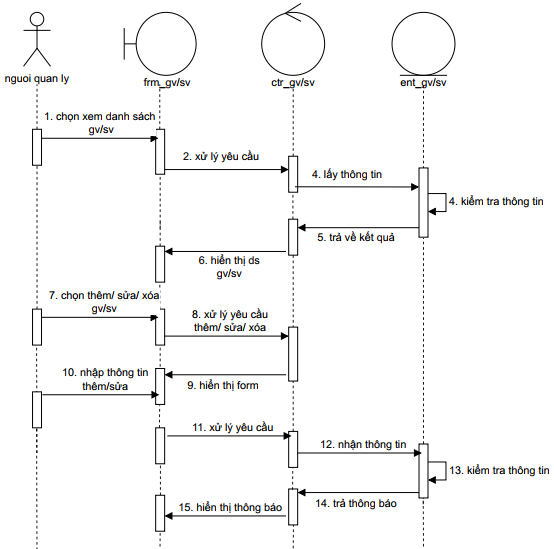 nguoi quan ly
frm_gv/sv
ctr_gv/sv
ent_gv/sv
1. chọn xem danh sách
gv/sv
2. xử lý yêu cầu
4. lấy thông tin
4. kiểm tra thông tin
5. trả về kết quả
6. hiển thị ds
gv/sv
7. chọn thêm/ sửa/ xóa
gv/sv
8. xử lý yêu cầu
thêm/ sửa/ xóa
9. hiển thị form
10. nhập thông tin
thêm/sửa
11. xử lý yêu cầu
12. nhận thông tin
13. kiểm tra thông tin
14. trả thông báo
15. hiển thị thông báo